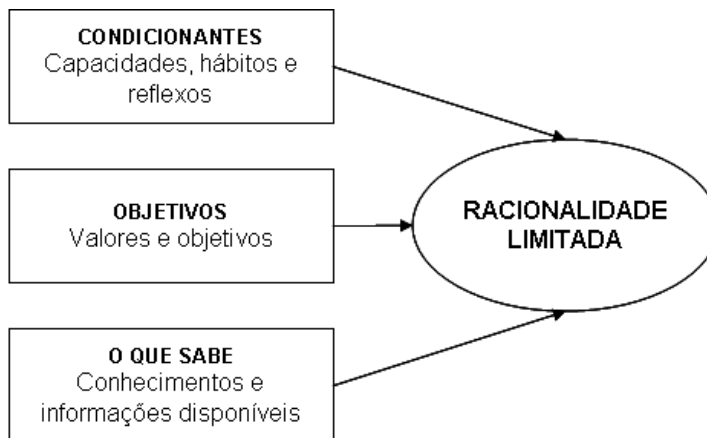 CONDICIONANTES
Capacidades, hábitos e
reflexos
OBJETIVOS
Valores e objetivos
O QUE SABE
Conhecimentos e
informações disponíveis
RACIONALIDADE
LIMITADA